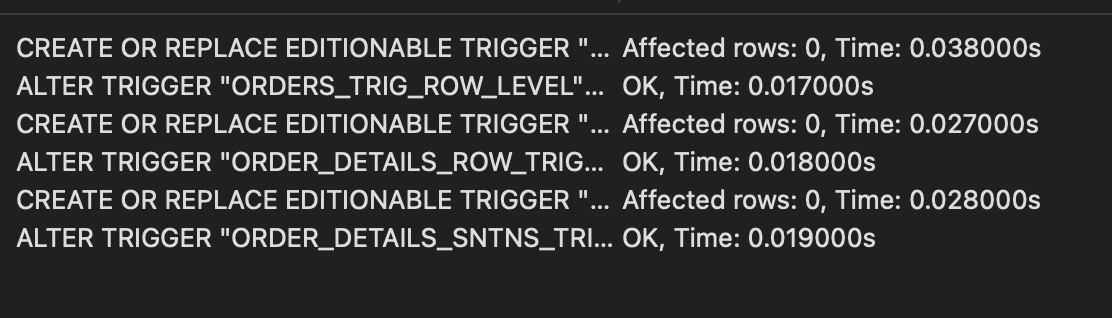 CREATE OR REPLACE EDITIONABLE TRIGGER "... Affected rows: 0, Time: 0.038000s
ALTER TRIGGER "ORDERS_TRIG_ROW_LEVEL"... OK, Time: 0.017000s
CREATE OR REPLACE EDITIONABLE TRIGGER "... Affected rows: 0, Time: 0.027000s
ALTER TRIGGER "ORDER_DETAILS_ROW_TRIG... OK, Time: 0.018000s
CREATE OR REPLACE EDITIONABLE TRIGGER "... Affected rows: 0, Time: 0.028000s
ALTER TRIGGER "ORDER_DETAILS_SNTNS_TRI... OK, Time: 0.019000s